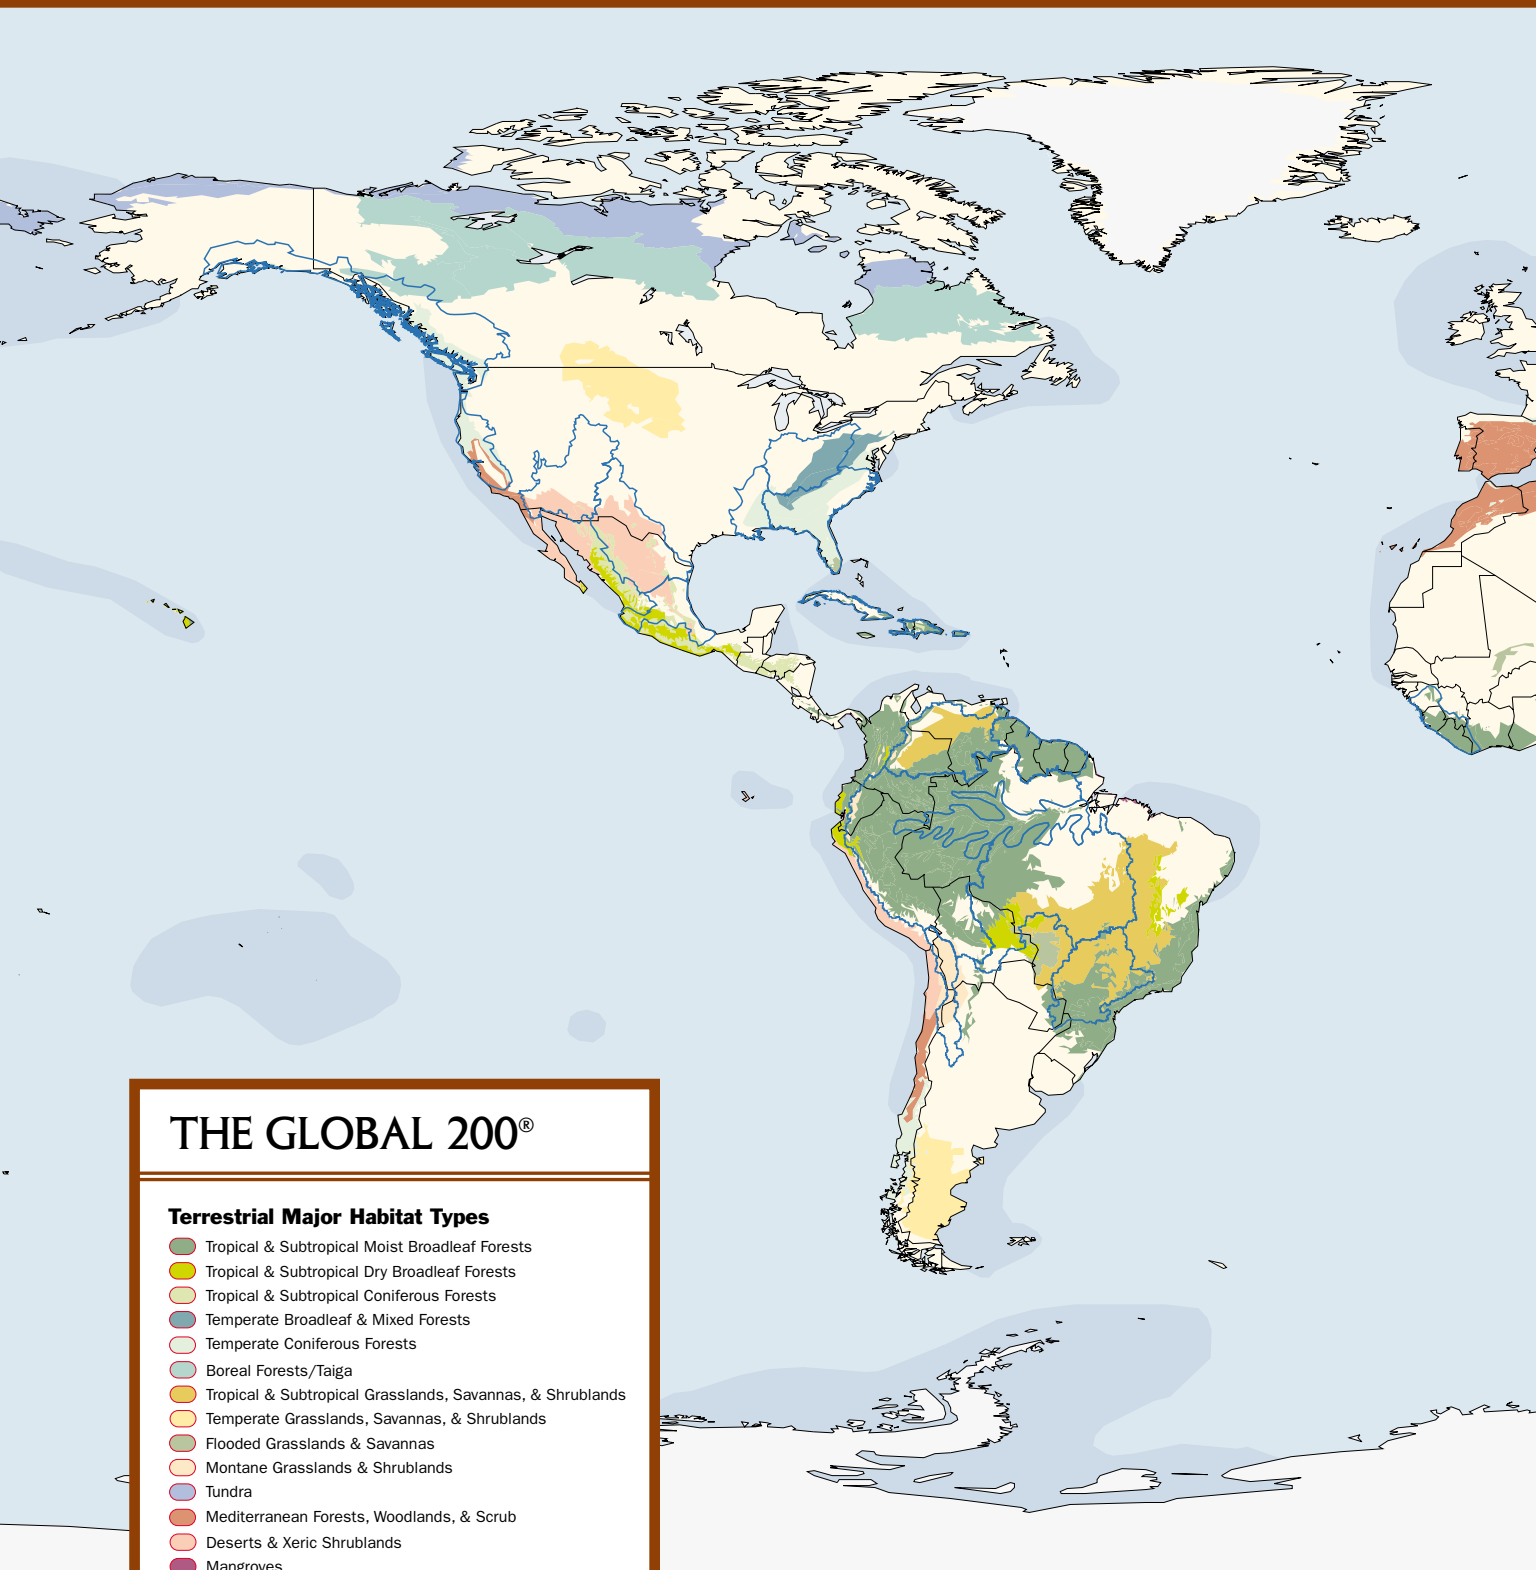 THE GLOBAL 200®
Terrestrial Major Habitat Types
Tropical & Subtropical Moist Broadleaf Forests
Tropical & Subtropical Dry Broadleaf Forests
Tropical & Subtropical Coniferous Forests
Temperate Broadleaf & Mixed Forests
Temperate Coniferous Forests
Boreal Forests/Taiga
Tropical & Subtropical Grasslands, Savannas, & Shrublands
Temperate Grasslands, Savannas, & Shrublands
Flooded Grasslands & Savannas
Montane Grasslands & Shrublands
Tundra
Mediterranean Forests, Woodlands, & Scrub
Deserts & Xeric Shrublands
Mangroves